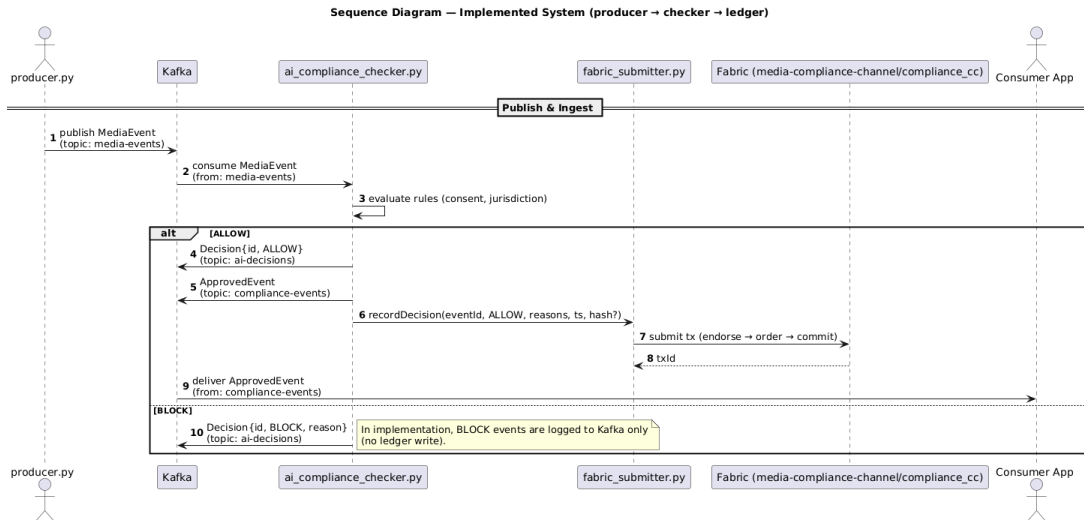 Sequence Diagram — Implemented System (producer → checker → ledger)
producer.py
Kafka
ai_compliance_checker.py
fabric_submitter.py
Fabric (media-compliance-channel/compliance_cc)
Consumer App
Publish & Ingest
1 publish MediaEvent
(topic: media-events)
2 consume MediaEvent
(from: media-events)
3 evaluate rules (consent, jurisdiction)
alt [ALLOW]
4 Decision{id, ALLOW}
(topic: ai-decisions)
5 ApprovedEvent
(topic: compliance-events)
6 recordDecision(eventId, ALLOW, reasons, ts, hash?)
7 submit tx (endorse → order → commit)
8 txId
9 deliver ApprovedEvent
(from: compliance-events)
[BLOCK]
10 Decision{id, BLOCK, reason}
(topic: ai-decisions)
In implementation, BLOCK events are logged to Kafka only
(no ledger write).
producer.py
Kafka
ai_compliance_checker.py
fabric_submitter.py
Fabric (media-compliance-channel/compliance_cc)
Consumer App